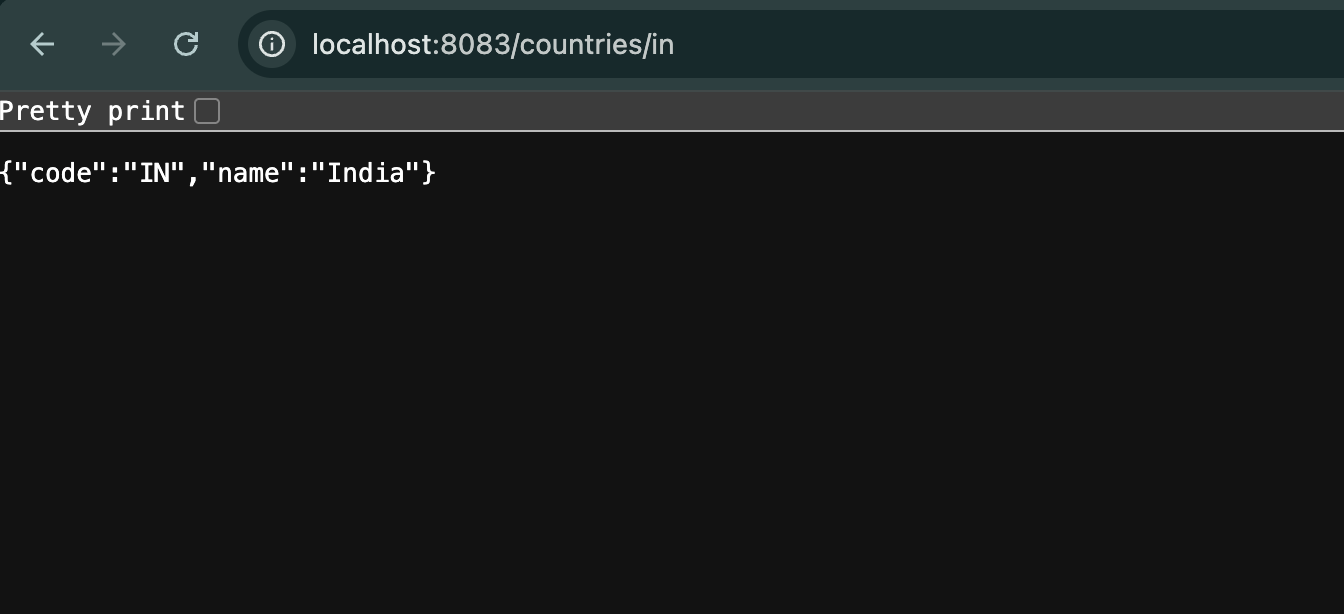 localhost:8083/countries/in
Pretty print
{"code":"IN","name":"India"}